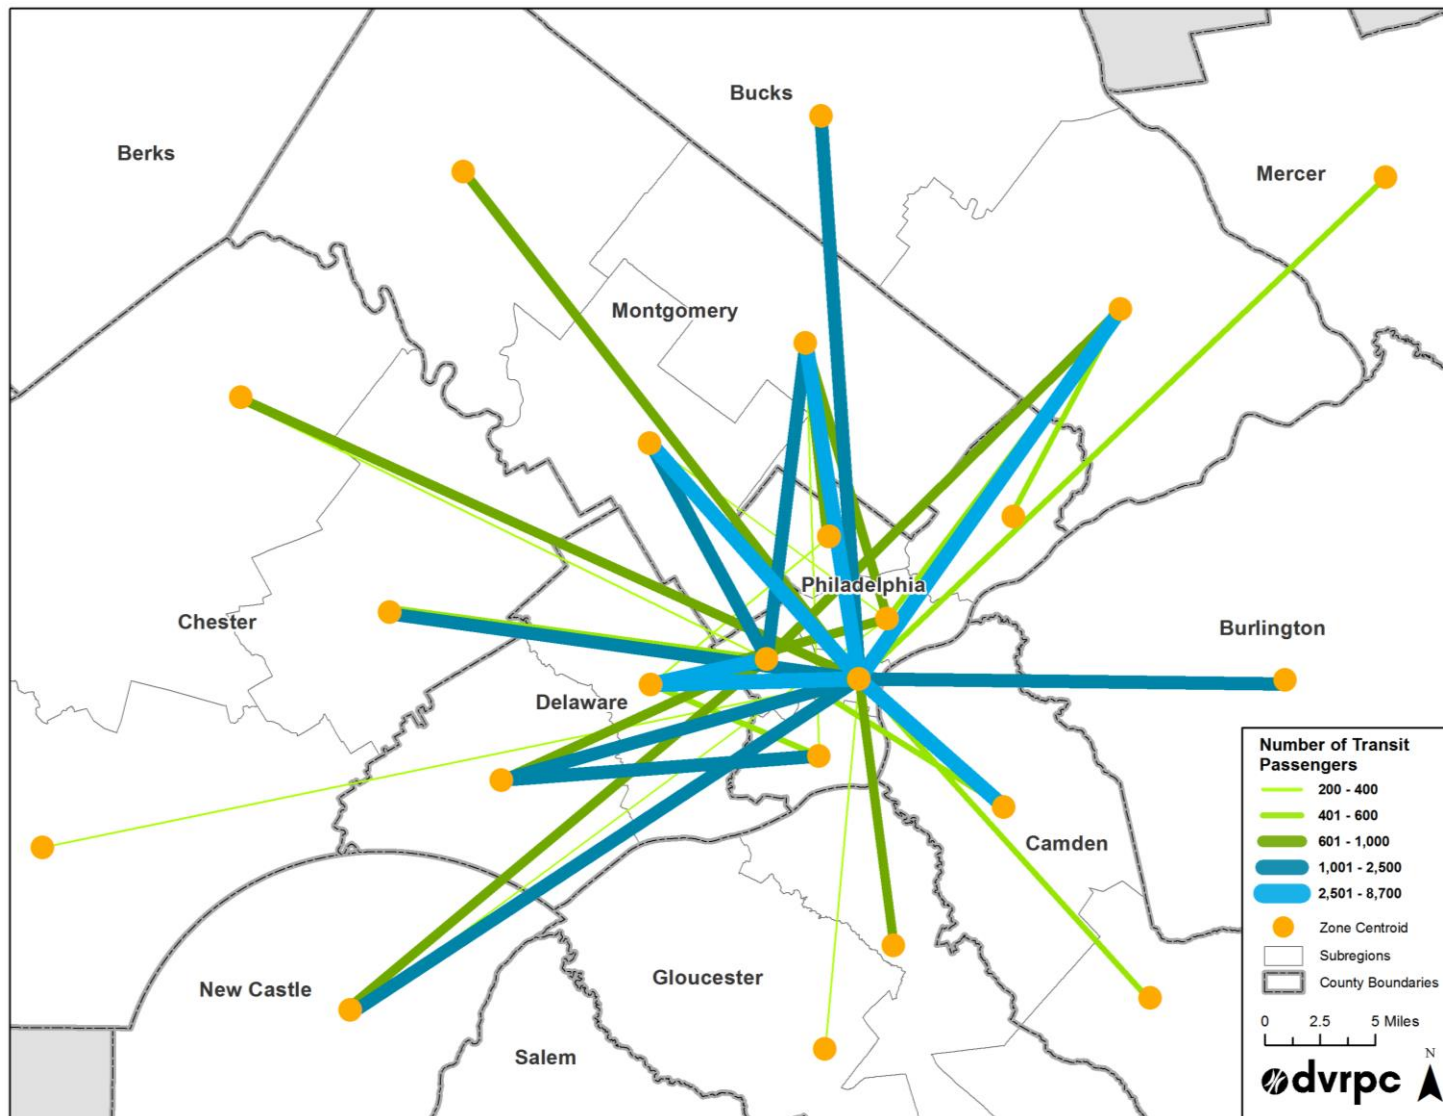 Bucks
Berks
Mercer
Montgomery
Philadelphia
Chester
Burlington
Delaware
Camden
Gloucester
New Castle
Salem
Number of Transit
Passengers
200 - 400
401 - 600
601 - 1,000
1,001 - 2,500
2,501 - 8,700
Zone Centroid
Subregions
County Boundaries
0 2.5 5 Miles
N
dvrpc